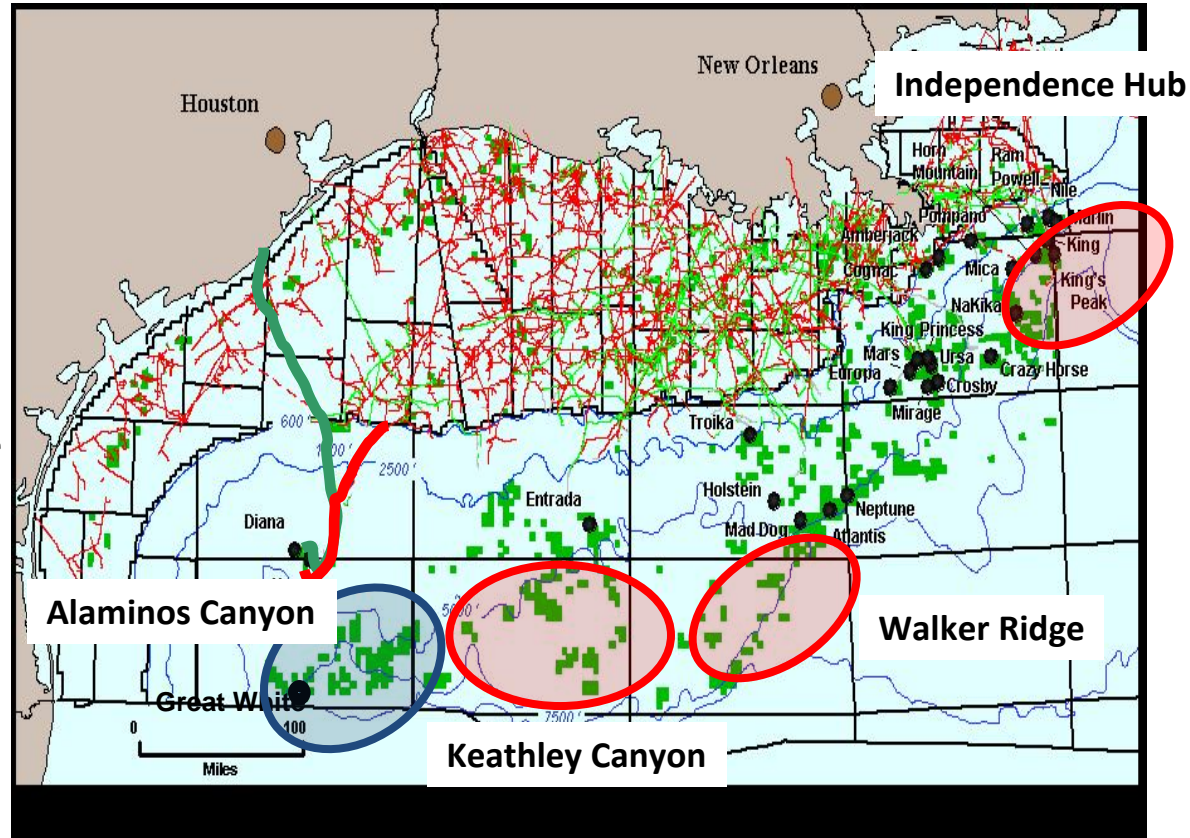 New Orleans
Independence Hub
Houston
Horn
Mountain
Ram
Powell
Nile
Pompano
Marlin
Amberjack
King
Cognac
Mica
King's
Peak
NaKika
King Princess
Mars
Ursa
Europa
Crazy Horse
Crosby
Mirage
600'
Troika
2500'
Holstein
Entrada
Neptune
Diana
Mad Dog
Atlantis
Alaminos Canyon
Walker Ridge
Great White
7500'
0
100
Keathley Canyon
Miles